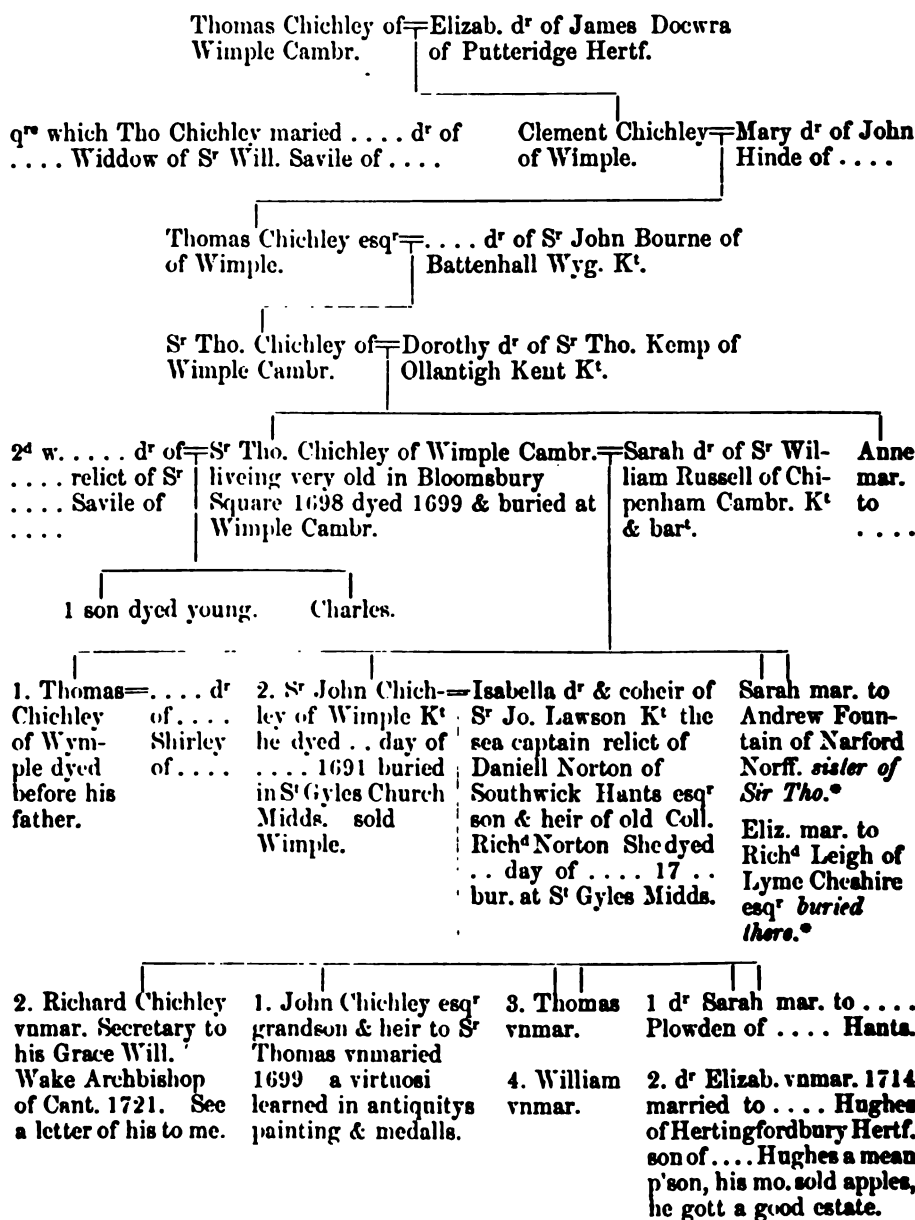 Thomas Chichley of=Elizab. dʳ of James Docwra
Wimple Cambr. of Putteridge Hertf.
qʳᵉ which Tho Chichley maried .... dʳ of
.... Widdow of Sʳ Will. Savile of ....
Clement Chichley=Mary dʳ of John
of Wimple. Hinde of ....
Thomas Chichley esqʳ=.... dʳ of Sʳ John Bourne of
of Wimple. Battenhall Wyg. Kᵗ.
Sʳ Tho. Chichley of=Dorothy dʳ of Sʳ Tho. Kemp of
Wimple Cambr. Ollantigh Kent Kᵗ.
2ᵈ w..... dʳ of=
.... relict of Sʳ
.... Savile of
....
Sʳ Tho. Chichley of Wimple Cambr.=
liveing very old in Bloomsbury
Square 1698 dyed 1699 & buried at
Wimple Cambr.
Sarah dʳ of Sʳ Wil-
liam Russell of Chi-
penham Cambr. Kᵗ
& barᵗ.
Anne
mar.
to
....
1 son dyed young. Charles.
1. Thomas=
Chichley
of Wym-
ple dyed
before his
father.
.... dʳ
of....
Shirley
of....
2. Sʳ John Chich-=
ley of Wimple Kᵗ
he dyed .. day of
.... 1691 buried
in Sᵗ Gyles Church
Midds. sold
Wimple.
Isabella dʳ & coheir of
Sʳ Jo. Lawson Kᵗ the
sea captain relict of
Daniell Norton of
Southwick Hants esqʳ
son & heir of old Coll.
Richᵈ Norton She dyed
.. day of .... 17 ..
bur. at Sᵗ Gyles Midds.
Sarah mar. to
Andrew Foun-
tain of Narford
Norff. sister of
Sir Tho.*
Eliz. mar. to
Richᵈ Leigh of
Lyme Cheshire
esqʳ buried
there.*
2. Richard Chichley
vnmar. Secretary to
his Grace Will.
Wake Archbishop
of Cant. 1721. See
a letter of his to me.
1. John Chichley esqʳ
grandson & heir to Sʳ
Thomas vnmaried
1699 a virtuosi
learned in antiquitys
painting & medalls.
3. Thomas
vnmar.
4. William
vnmar.
1 dʳ Sarah mar. to ....
Plowden of .... Hants.
2. dʳ Elizab. vnmar. 1714
married to .... Hughes
of Hertingfordbury Hertf.
son of .... Hughes a mean
p'son, his mo. sold apples,
he gott a good estate.